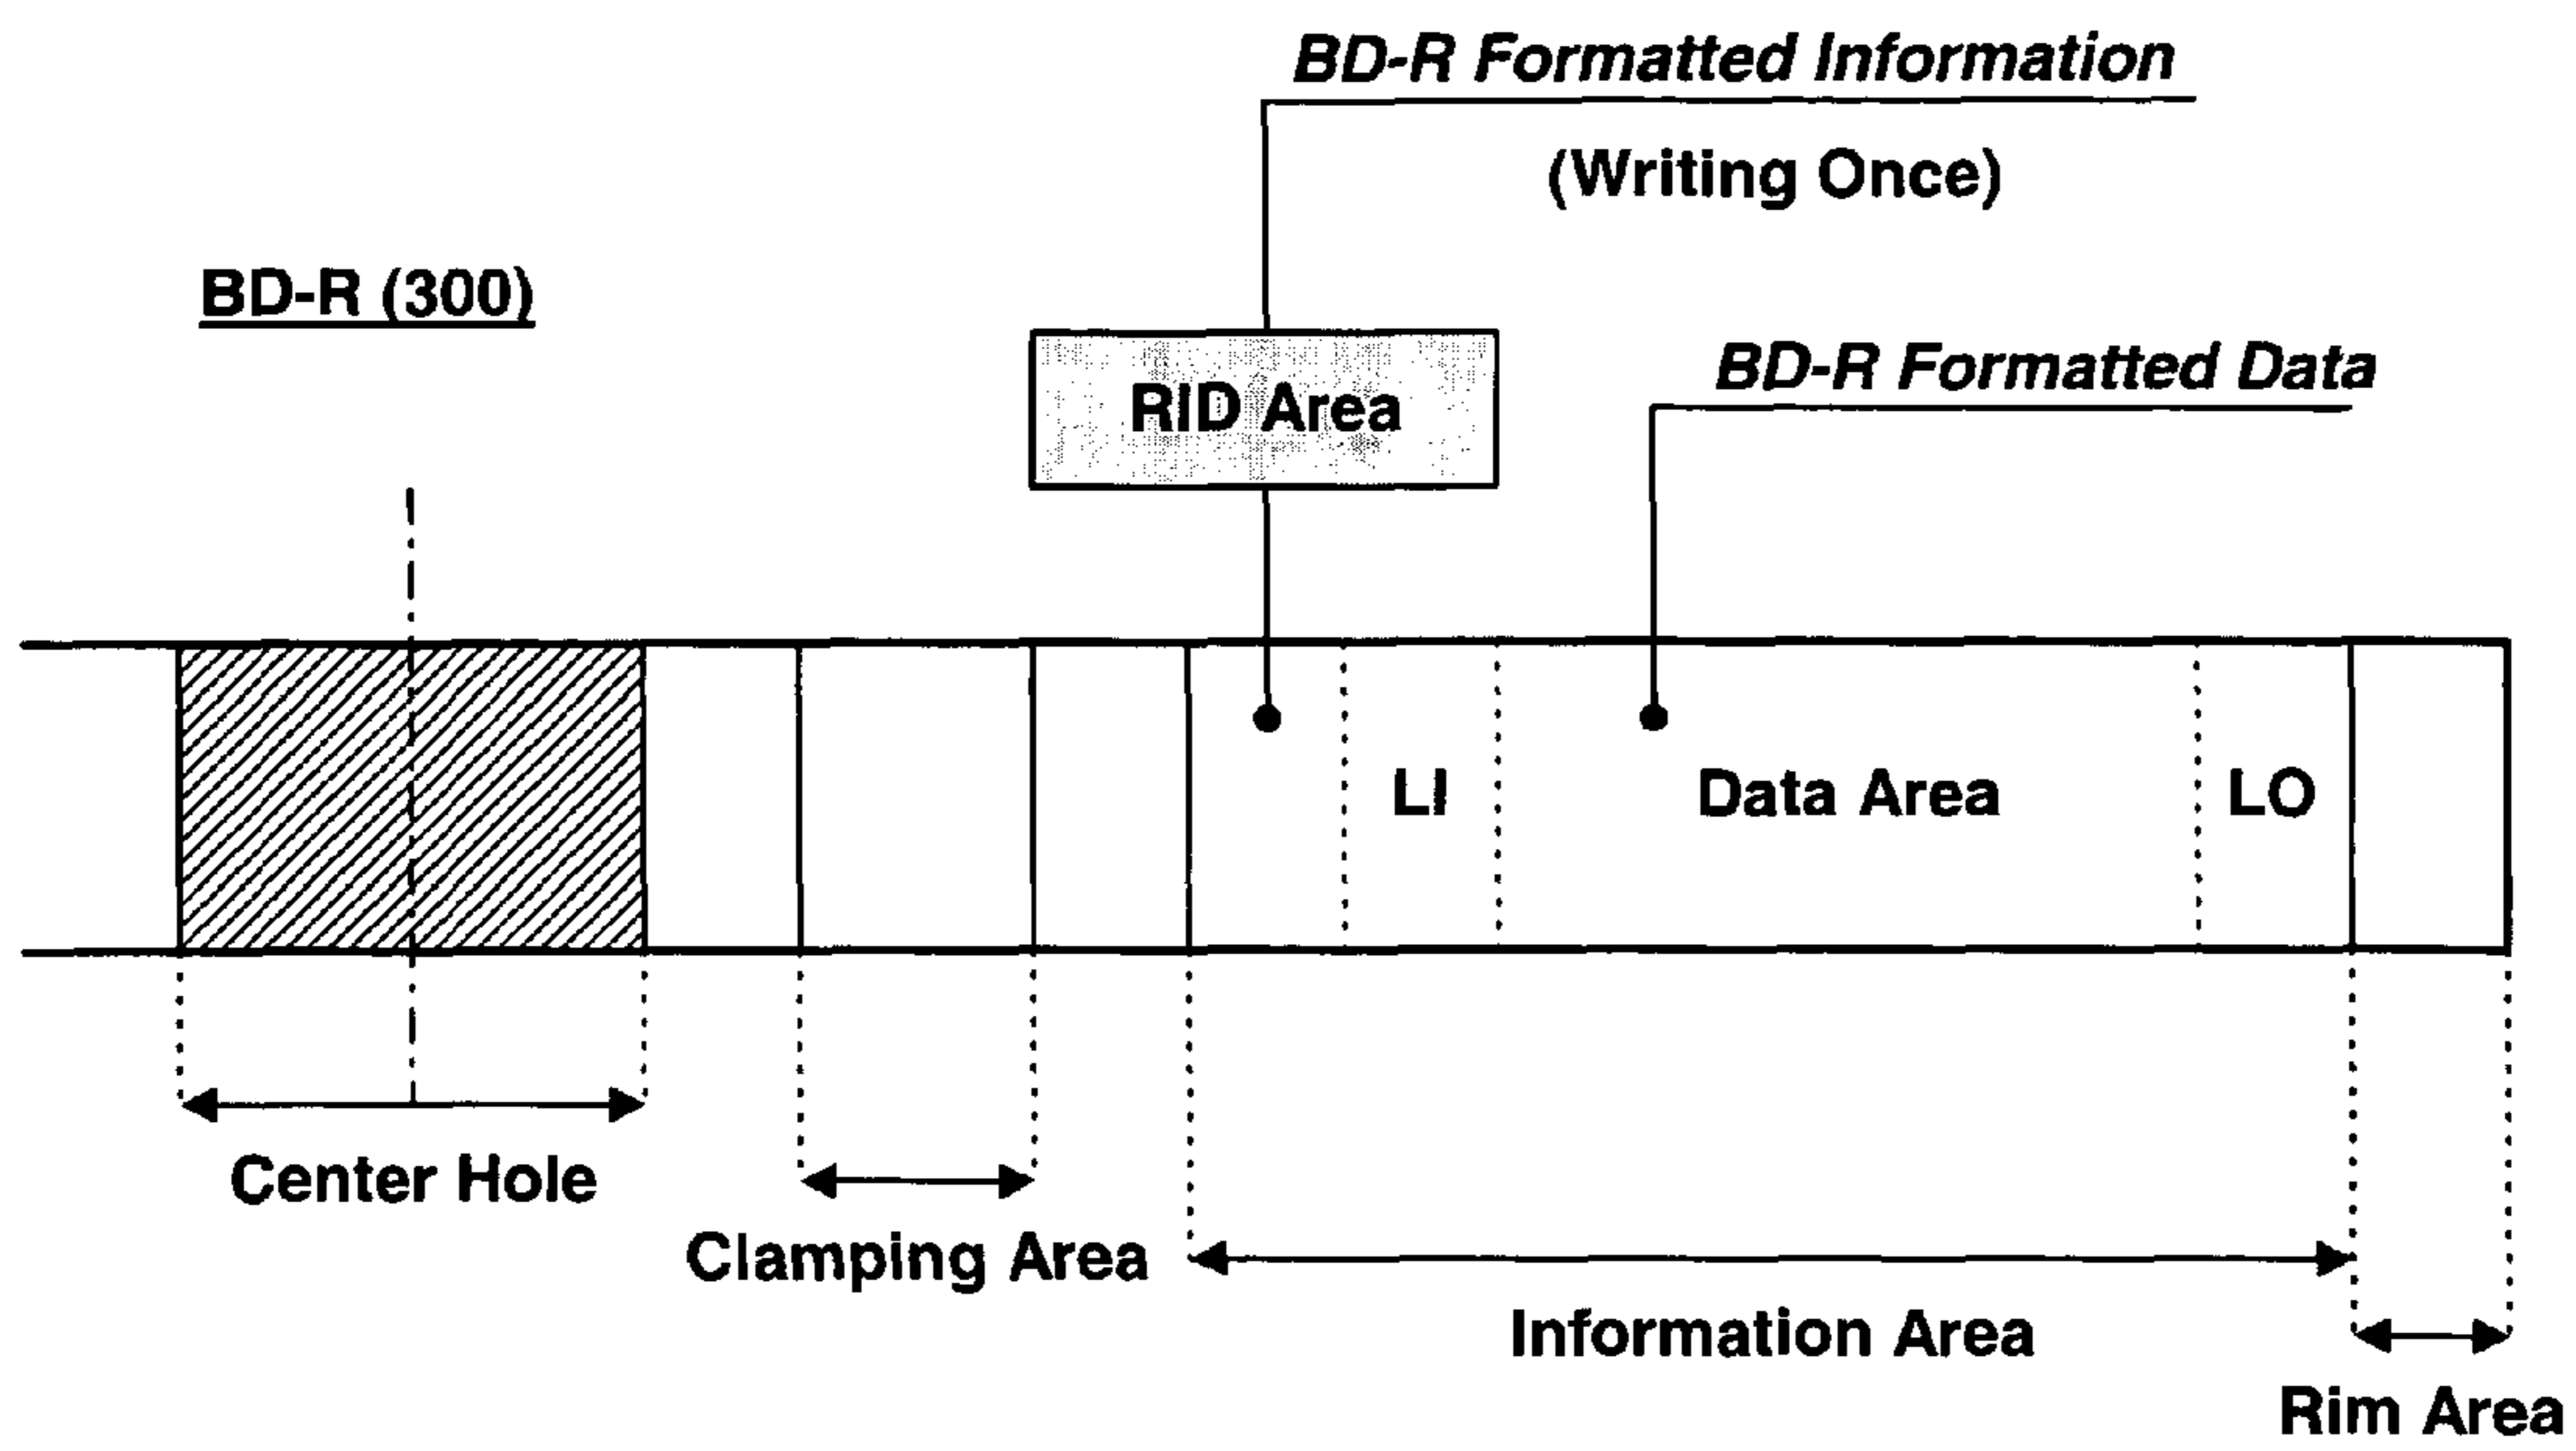 BD-R Formatted Information
(Writing Once)
BD-R (300)
BD-R Formatted Data
RID Area
LI
Data Area
LO
Center Hole
Clamping Area
Information Area
Rim Area